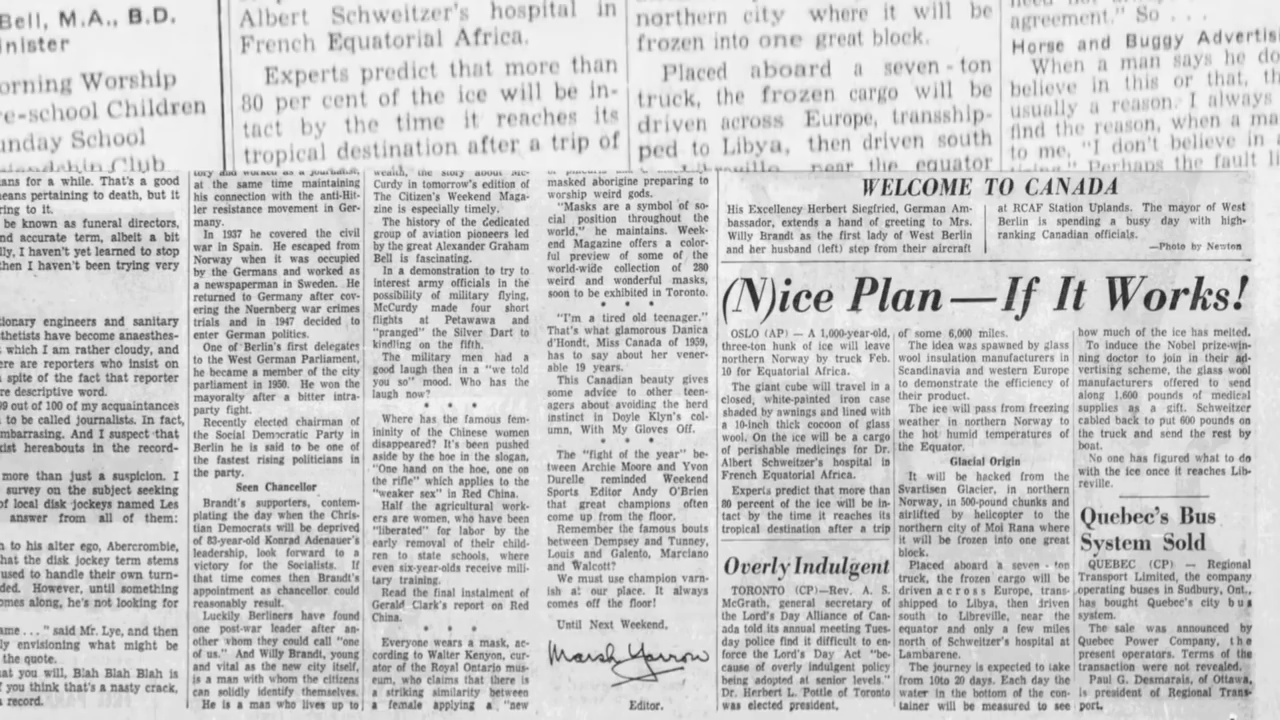 Bell, M.A., B.D.
inister
orning Worship
re-school Children
unday School
Albert Schweitzer's hospital in
French Equatorial Africa.
Experts predict that more than
80 per cent of the ice will be in-
tact by the time it reaches its
tropical destination after a trip of
northern city where it will be
frozen into one great block.
Placed aboard a seven-ton
truck, the frozen cargo will be
driven across Europe, transship-
ped to Libya, then driven south
near the equator
agreement." So . . .
Horse and Buggy Advertisi
When a man says he do
believe in this or that, th
usually a reason. I always
find the reason, when a ma
to me, "I don't believe in a
Perhaps the fault li
ans for a while. That's a good
eans pertaining to death, but it
ring to it.
be known as funeral directors,
nd accurate term, albeit a bit
lly, I haven't yet learned to stop
then I haven't been trying very
tionary engineers and sanitary
sthetists have become anaesthes-
which I am rather cloudy, and
ere are reporters who insist on
spite of the fact that reporter
re descriptive word.
99 out of 100 of my acquaintances
to be called journalists. In fact,
mbarrasing. And I suspect that
xist hereabouts in the record-
more than just a suspicion. I
survey on the subject seeking
of local disk jockeys named Les
answer from all of them:
n to his alter ego, Abercrombie,
that the disk jockey term stems
used to handle their own turn-
ded. However, until something
omes along, he's not looking for
ame . . ." said Mr. Lye, and then
ly envisioning what might be
the quote.
at you will, Blah Blah Blah is
f you think that's a nasty crack,
record.
tory and worked as a journalist,
at the same time maintaining
his connection with the anti-Hit-
ler resistance movement in Ger-
many.
In 1937 he covered the civil
war in Spain. He escaped from
Norway when it was occupied
by the Germans and worked as
a newspaperman in Sweden. He
returned to Germany after cov-
ering the Nuernberg war crimes
trials and in 1947 decided to
enter German politics.
One of Berlin's first delegates
to the West German Parliament,
he became a member of the city
parliament in 1950. He won the
mayoralty after a bitter intra-
party fight.
Recently elected chairman of
the Social Democratic Party in
Berlin he is said to be one of
the fastest rising politicians in
the party.
Seen Chancellor
Brandt's supporters, contem-
plating the day when the Chris-
tian Democrats will be deprived
of 83-year-old Konrad Adenauer's
leadership, look forward to a
victory for the Socialists. If
that time comes then Brandt's
appointment as chancellor could
reasonably result.
Luckily Berliners have found
one post-war leader after an-
other whom they could call "one
of us." And Willy Brandt, young
and vital as the new city itself,
is a man with whom the citizens
can solidly identify themselves.
He is a man who lives up to
wealth, the story about Mc-
Curdy in tomorrow's edition of
The Citizen's Weekend Maga-
zine is especially timely.
The history of the dedicated
group of aviation pioneers led
by the great Alexander Graham
Bell is fascinating.
In a demonstration to try to
interest army officials in the
possibility of military flying,
McCurdy made four short
flights at Petawawa and
"pranged" the Silver Dart to
kindling on the fifth.
The military men had a
good laugh then in a "we told
you so" mood. Who has the
laugh now?
* * *
Where has the famous fem-
ininity of the Chinese women
disappeared? It's been pushed
aside by the hoe in the slogan,
"One hand on the hoe, one on
the rifle" which applies to the
"weaker sex" in Red China.
Half the agricultural work-
ers are women, who have been
"liberated" for labor by the
early removal of their child-
ren to state schools, where
even six-year-olds receive mili-
tary training.
Read the final instalment of
Gerald Clark's report on Red
China.
* * *
Everyone wears a mask, ac-
cording to Walter Kenyon, cur-
ator of the Royal Ontario mus-
eum, who claims that there is
a striking similarity between
a female applying a "new
masked aborigine preparing to
worship weird gods.
"Masks are a symbol of so-
cial position throughout the
world," he maintains. Week-
end Magazine offers a color-
ful preview of some of the
world-wide collection of 280
weird and wonderful masks,
soon to be exhibited in Toronto.
* * *
"I'm a tired old teenager."
That's what glamorous Danica
d'Hondt, Miss Canada of 1959,
has to say about her vener-
able 19 years.
This Canadian beauty gives
some advice to other teen-
agers about avoiding the herd
instinct in Doyle Klyn's col-
umn, With My Gloves Off.
* * *
The "fight of the year" be-
tween Archie Moore and Yvon
Durelle reminded Weekend
Sports Editor Andy O'Brien
that great champions often
come up from the floor.
Remember the famous bouts
between Dempsey and Tunney,
Louis and Galento, Marciano
and Walcott?
We must use champion varn-
ish at our place. It always
comes off the floor!
Until Next Weekend,
Editor.
WELCOME TO CANADA
His Excellency Herbert Siegfried, German Am-
bassador, extends a hand of greeting to Mrs.
Willy Brandt as the first lady of West Berlin
and her husband (left) step from their aircraft
at RCAF Station Uplands. The mayor of West
Berlin is spending a busy day with high-
ranking Canadian officials.
—Photo by Newton
(N)ice Plan—If It Works!
OSLO (AP) — A 1,000-year-old,
three-ton hunk of ice will leave
northern Norway by truck Feb.
10 for Equatorial Africa.
The giant cube will travel in a
closed, white-painted iron case
shaded by awnings and lined with
a 10-inch thick cocoon of glass
wool. On the ice will be a cargo
of perishable medicines for Dr.
Albert Schweitzer's hospital in
French Equatorial Africa.
Experts predict that more than
80 percent of the ice will be in-
tact by the time it reaches its
tropical destination after a trip
of some 6,000 miles.
The idea was spawned by glass
wool insulation manufacturers in
Scandinavia and western Europe
to demonstrate the efficiency of
their product.
The ice will pass from freezing
weather in northern Norway to
the hot humid temperatures of
the Equator.
Glacial Origin
It will be hacked from the
Svartisen Glacier, in northern
Norway, in 500-pound chunks and
airlifted by helicopter to the
northern city of Moi Rana where
it will be frozen into one great
block.
Placed aboard a seven - ton
truck, the frozen cargo will be
driven across Europe, trans-
shipped to Libya, then driven
south to Libreville, near the
equator and only a few miles
north of Schweitzer's hospital at
Lambarene.
The journey is expected to take
from 10to 20 days. Each day the
water in the bottom of the con-
tainer will be measured to see
how much of the ice has melted.
To induce the Nobel prize-win-
ning doctor to join in their ad-
vertising scheme, the glass wool
manufacturers offered to send
along 1,600 pounds of medical
supplies as a gift. Schweitzer
cabled back to put 600 pounds on
the truck and send the rest by
boat.
No one has figured what to do
with the ice once it reaches Lib-
reville.
Overly Indulgent
TORONTO (CP)—Rev. A. S.
McGrath, general secretary of
the Lord's Day Alliance of Can-
ada told its annual meeting Tues-
day police find it difficult to en-
force the Lord's Day Act "be-
cause of overly indulgent policy
being adopted at senior levels."
Dr. Herbert L. Pottle of Toronto
was elected president.
Quebec's Bus
System Sold
QUEBEC (CP) — Regional
Transport Limited, the company
operating buses in Sudbury, Ont.,
has bought Quebec's city bus
system.
The sale was announced by
Quebec Power Company, the
present operators. Terms of the
transaction were not revealed.
Paul G. Desmarais, of Ottawa,
is president of Regional Trans-
port.